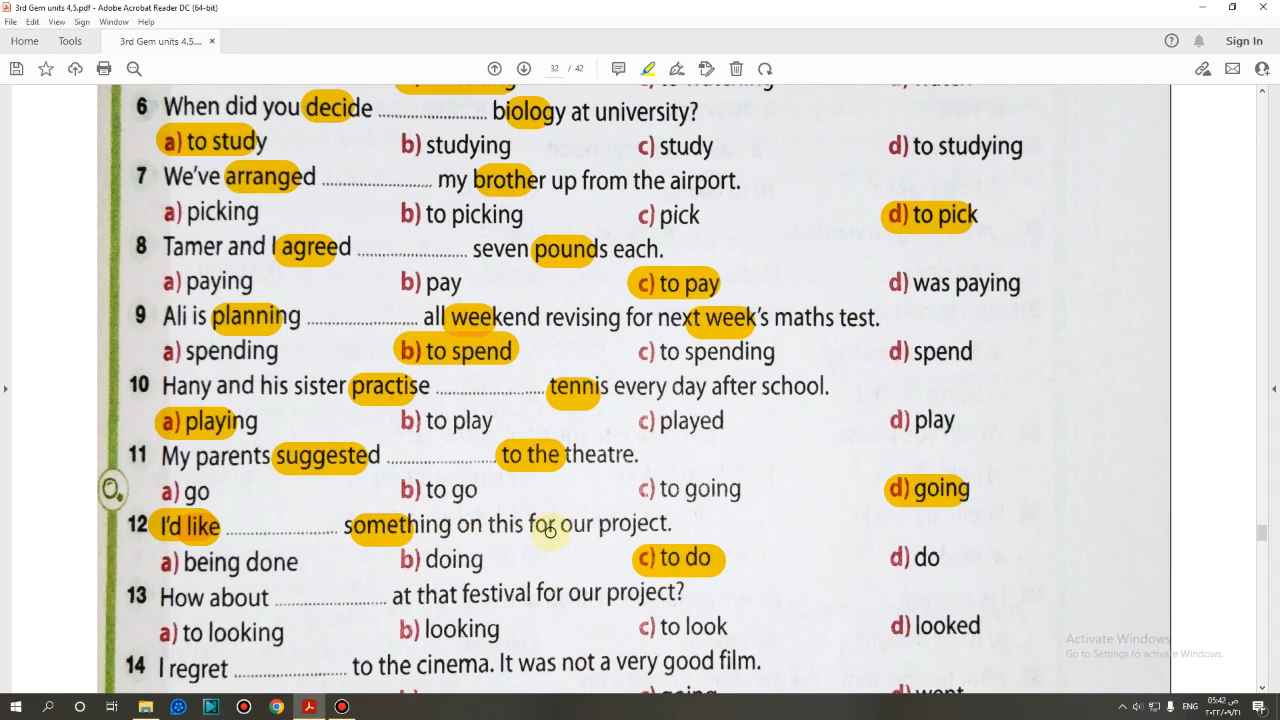 3rd Gem units 4,5.pdf - Adobe Acrobat Reader DC (64-bit)
File Edit View Sign Window Help
Home Tools 3rd Gem units 4,5.... × Sign In
32 / 42
6 When did you decide .................... biology at university?
a) to study b) studying c) study d) to studying
7 We've arranged .................... my brother up from the airport.
a) picking b) to picking c) pick d) to pick
8 Tamer and I agreed .................... seven pounds each.
a) paying b) pay c) to pay d) was paying
9 Ali is planning .................... all weekend revising for next week's maths test.
a) spending b) to spend c) to spending d) spend
10 Hany and his sister practise .................... tennis every day after school.
a) playing b) to play c) played d) play
11 My parents suggested .................... to the theatre.
a) go b) to go c) to going d) going
12 I'd like .................... something on this for our project.
a) being done b) doing c) to do d) do
13 How about .................... at that festival for our project?
a) to looking b) looking c) to look d) looked
14 I regret .................... to the cinema. It was not a very good film.
Activate Windows
Go to Settings to activate Windows.
ENG 05:42 ص